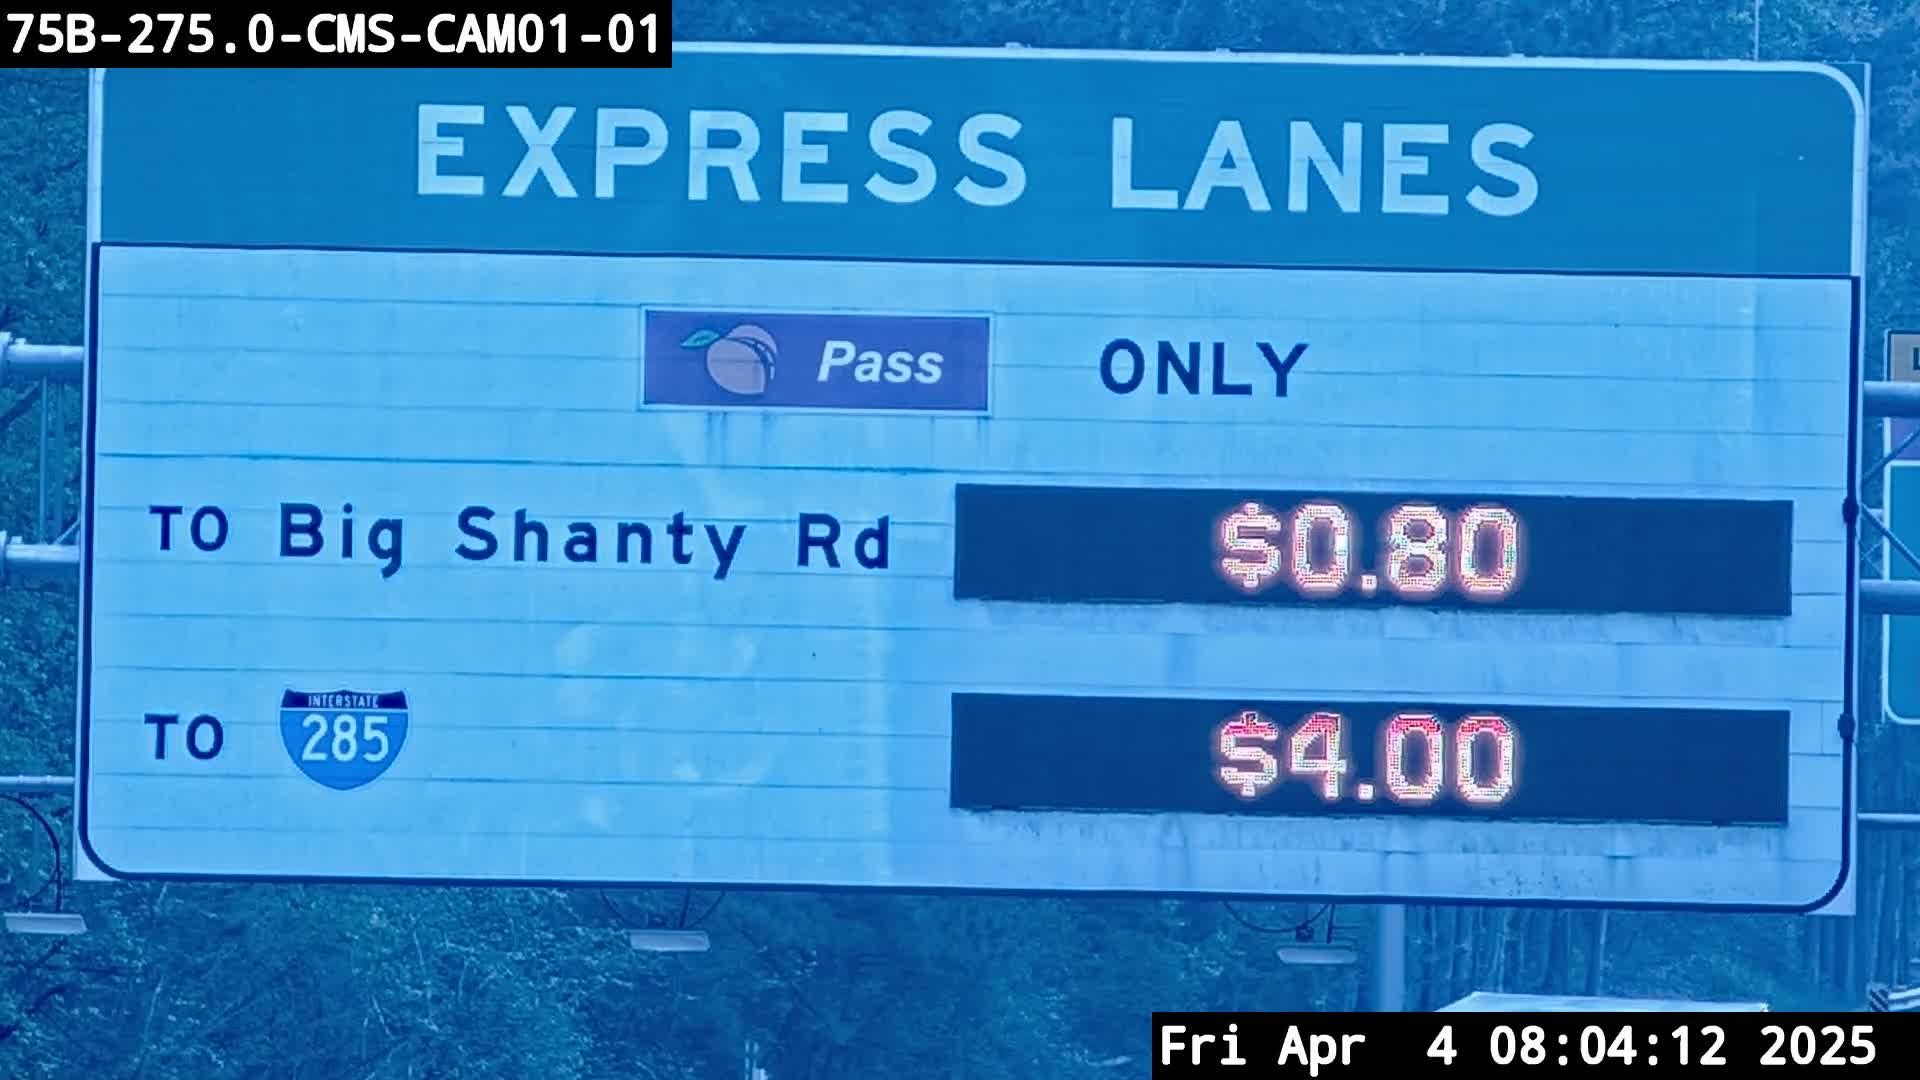 75B-275.0-CMS-CAM01-01
EXPRESS LANES
Pass ONLY
TO Big Shanty Rd $0.80
TO INTERSTATE 285 $4.00
Fri Apr 4 08:04:12 2025